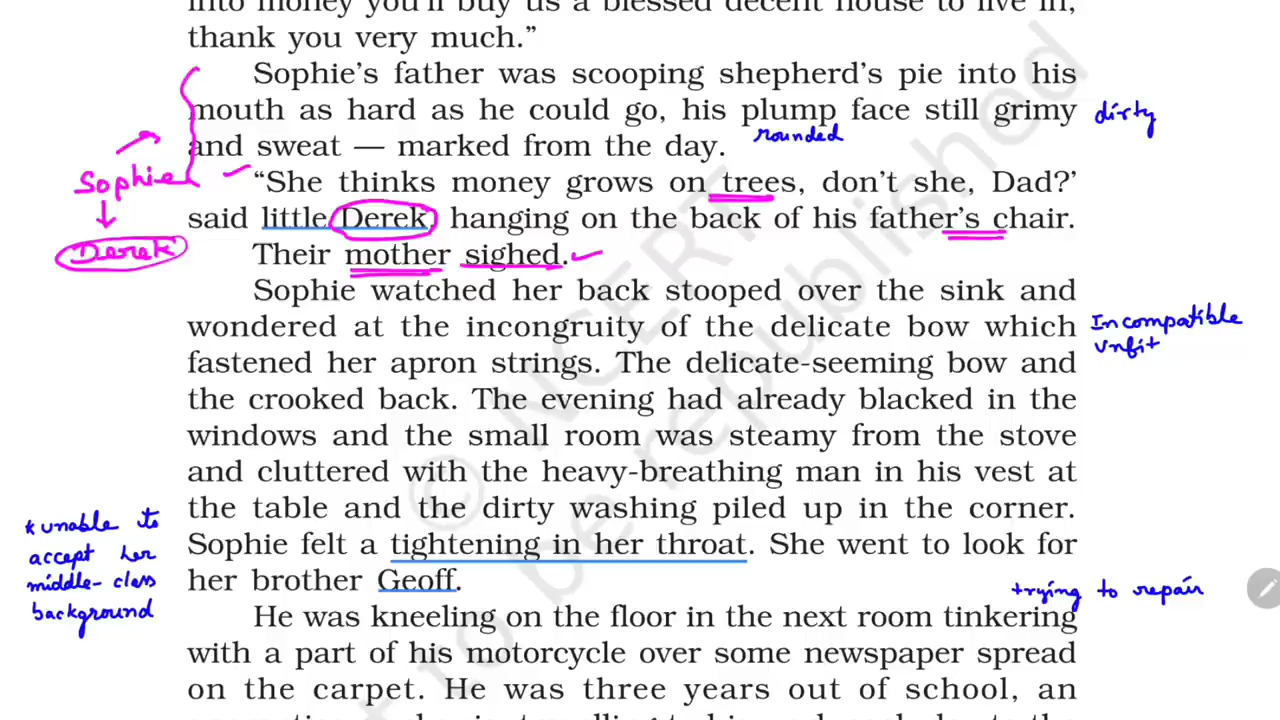 into money you'll buy us a blessed decent house to live in,
thank you very much.”
Sophie's father was scooping shepherd's pie into his
mouth as hard as he could go, his plump face still grimy
dirty
rounded
and sweat — marked from the day.
Sophie
“She thinks money grows on trees, don't she, Dad?’
said little Derek, hanging on the back of his father's chair.
Derek
Their mother sighed.
Sophie watched her back stooped over the sink and
wondered at the incongruity of the delicate bow which
Incompatible
unfit
fastened her apron strings. The delicate-seeming bow and
the crooked back. The evening had already blacked in the
windows and the small room was steamy from the stove
and cluttered with the heavy-breathing man in his vest at
the table and the dirty washing piled up in the corner.
Sophie felt a tightening in her throat. She went to look for
her brother Geoff.
* unable to
accept her
middle-class
background
trying to repair
He was kneeling on the floor in the next room tinkering
with a part of his motorcycle over some newspaper spread
on the carpet. He was three years out of school, an
© NCERT
to be republished